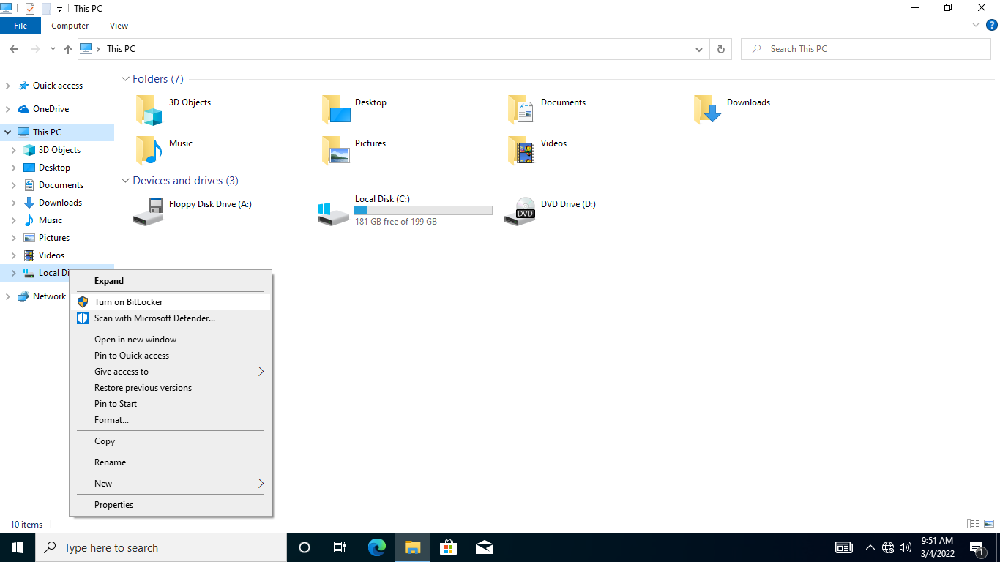 This PC
File
Computer
View
This PC
Search This PC
Quick access
OneDrive
This PC
3D Objects
Desktop
Documents
Downloads
Music
Pictures
Videos
Local Di
Network
Folders (7)
3D Objects
Desktop
Documents
Downloads
Music
Pictures
Videos
Devices and drives (3)
Floppy Disk Drive (A:)
Local Disk (C:)
181 GB free of 199 GB
DVD
DVD Drive (D:)
Expand
Turn on BitLocker
Scan with Microsoft Defender...
Open in new window
Pin to Quick access
Give access to
Restore previous versions
Pin to Start
Format...
Copy
Rename
New
Properties
10 items
Type here to search
9:51 AM
3/4/2022
1